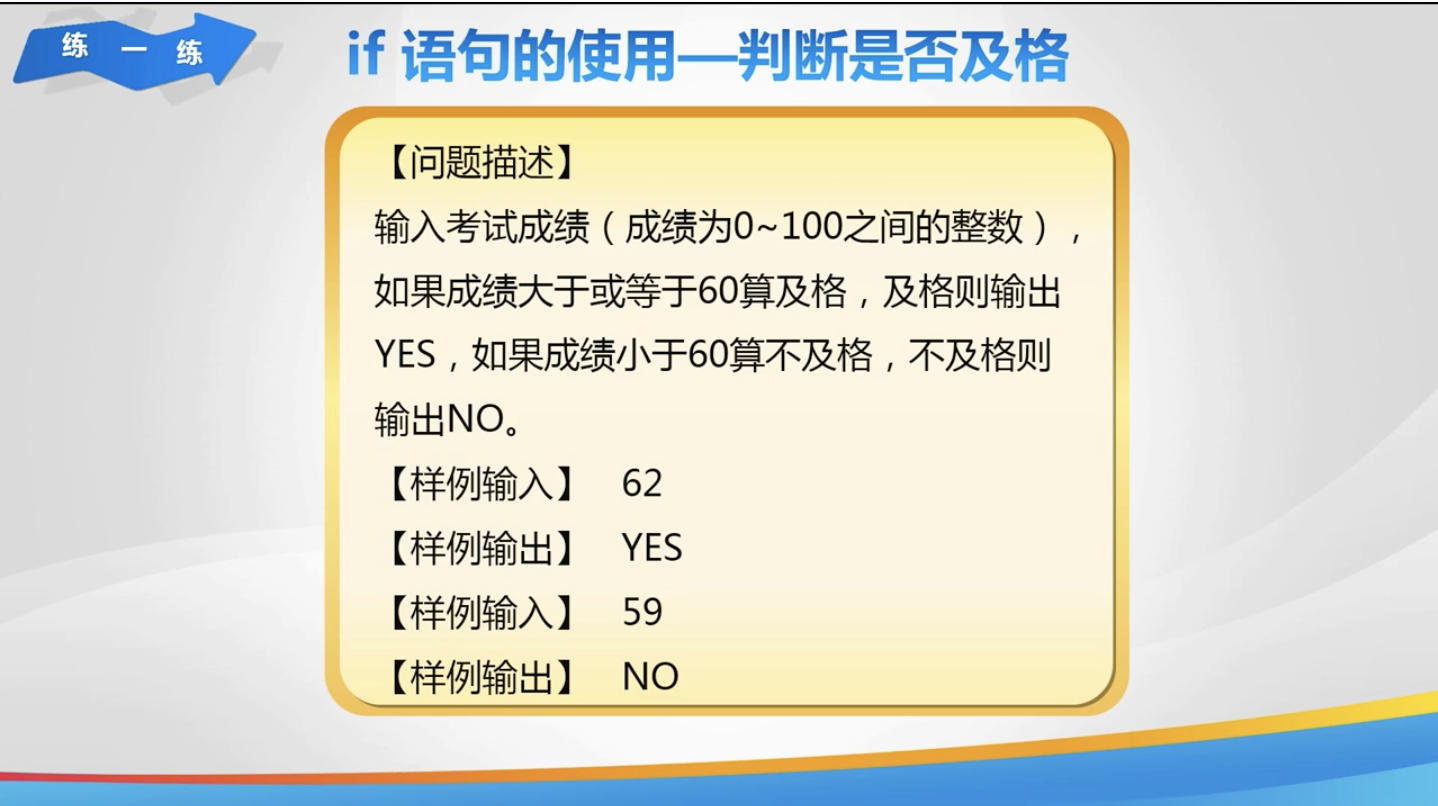 练一练
if 语句的使用—判断是否及格
【问题描述】
输入考试成绩（成绩为0~100之间的整数），
如果成绩大于或等于60算及格，及格则输出
YES，如果成绩小于60算不及格，不及格则
输出NO。
【样例输入】 62
【样例输出】 YES
【样例输入】 59
【样例输出】 NO